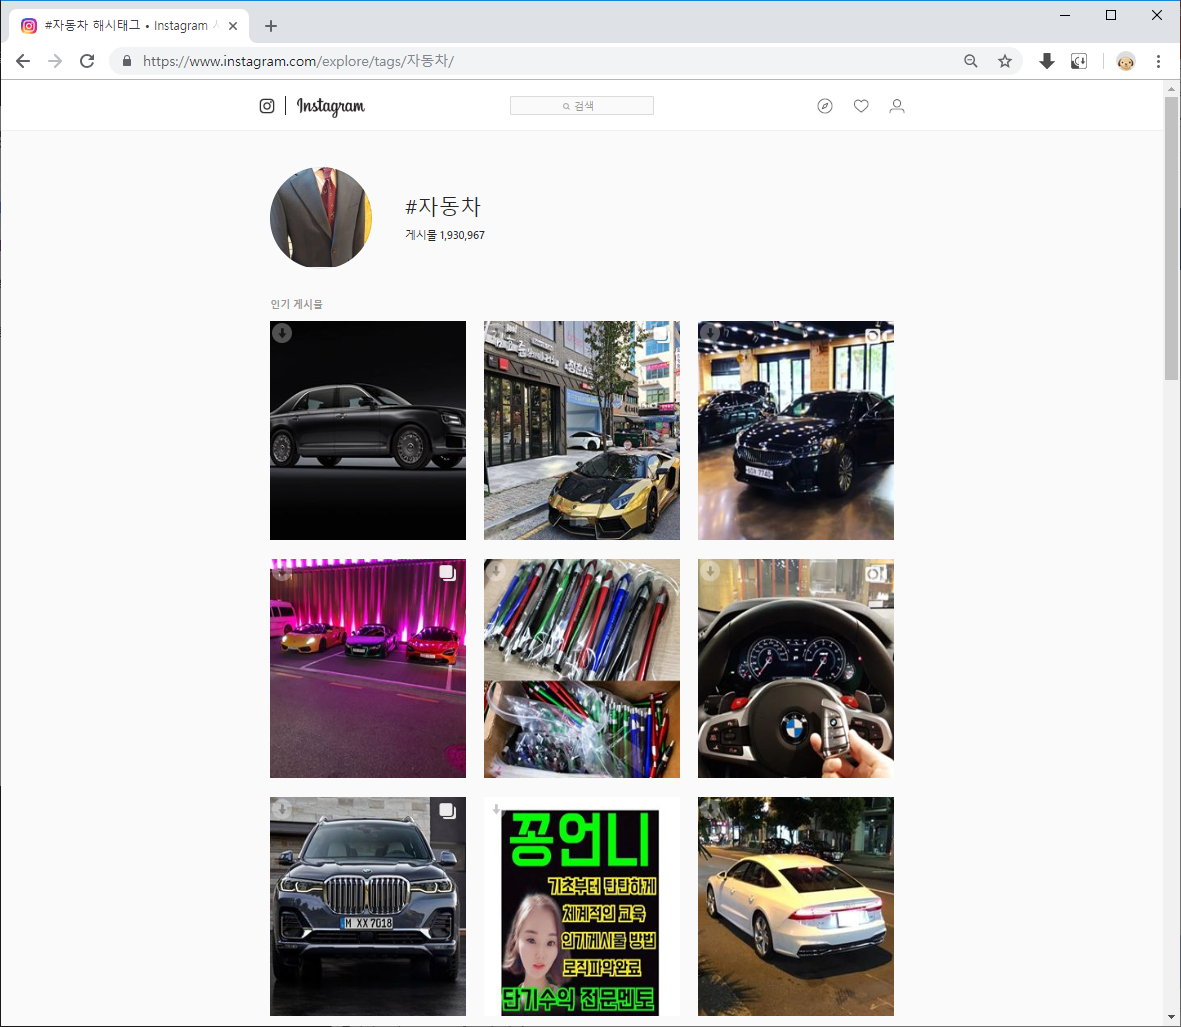 #자동차 해시태그 • Instagram
https://www.instagram.com/explore/tags/자동차/
Instagram
검색
#자동차
게시물 1,930,967
인기 게시물
M XX 7018
꽁언니
기초부터 탄탄하게
체계적인 교육
인기게시물 방법
로직파악완료
단기수익 전문멘토